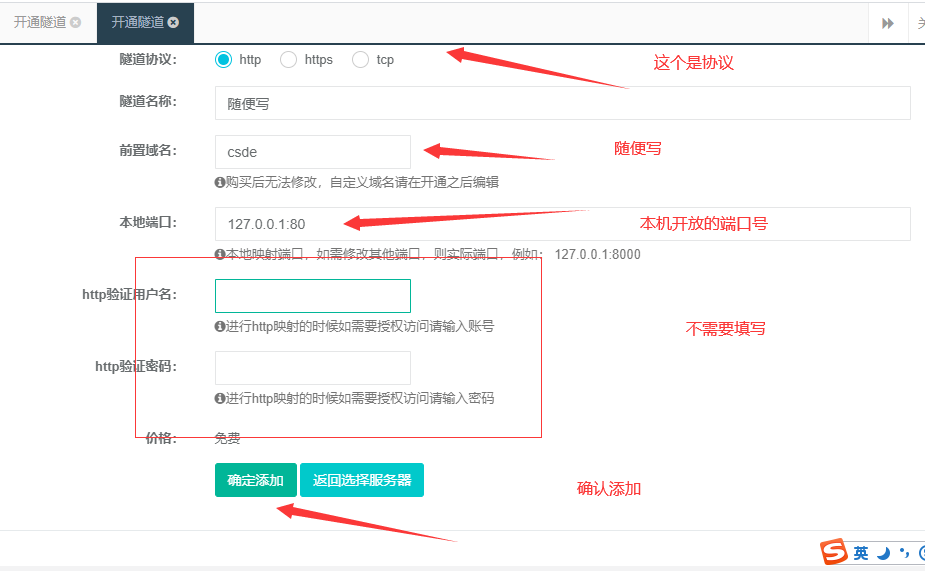 开通隧道 开通隧道
隧道协议： http https tcp 这个是协议
隧道名称： 随便写
前置域名： csde 随便写
购买后无法修改，自定义域名请在开通之后编辑
本地端口： 127.0.0.1:80 本机开放的端口号
本地映射端口，如需修改其他端口，则实际端口，例如： 127.0.0.1:8000
http验证用户名：
进行http映射的时候如需要授权访问请输入账号 不需要填写
http验证密码：
进行http映射的时候如需要授权访问请输入密码
价格： 免费
确定添加 返回选择服务器 确认添加
英